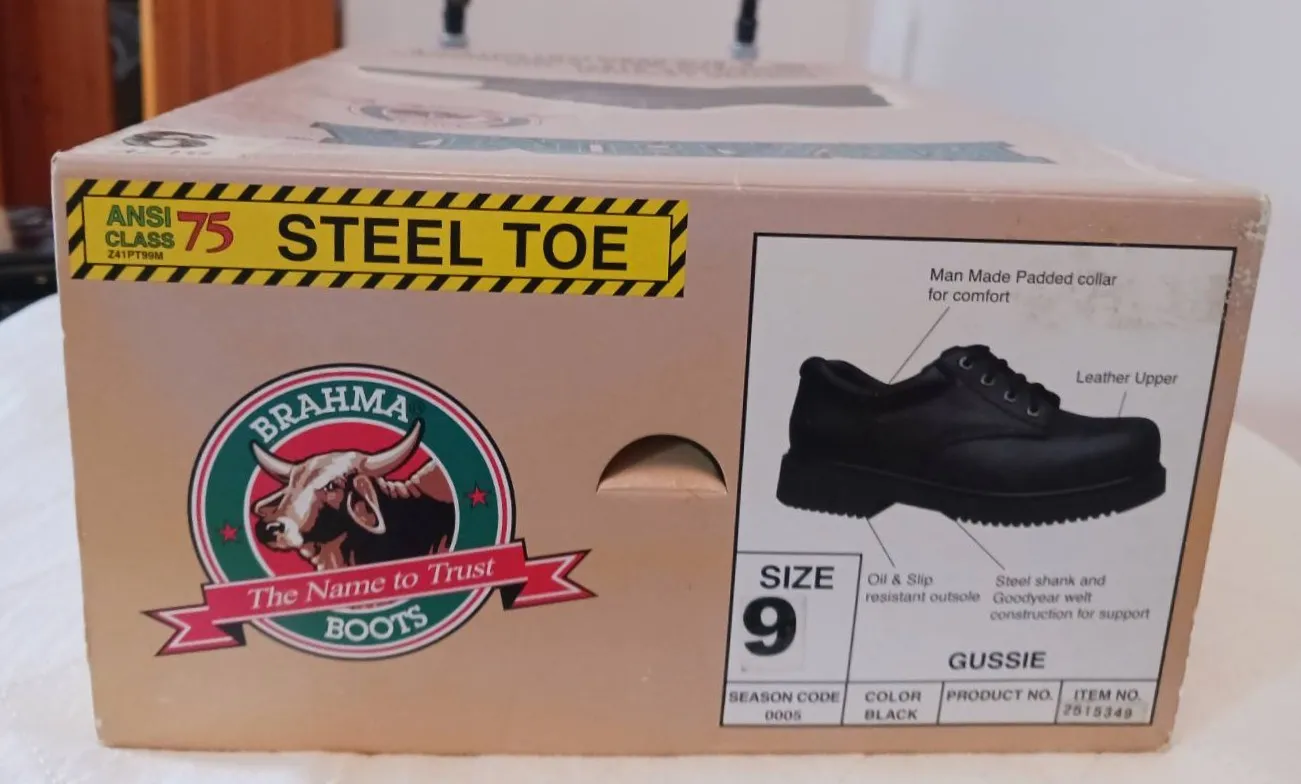 ANSI
CLASS 75
Z41PT99M
STEEL TOE
BRAHMA
The Name to Trust
BOOTS
Man Made Padded collar
for comfort
Leather Upper
Oil & Slip
resistant outsole
Steel shank and
Goodyear welt
construction for support
SIZE
9
GUSSIE
SEASON CODE
0005
COLOR
BLACK
PRODUCT NO.
ITEM NO.
2515349